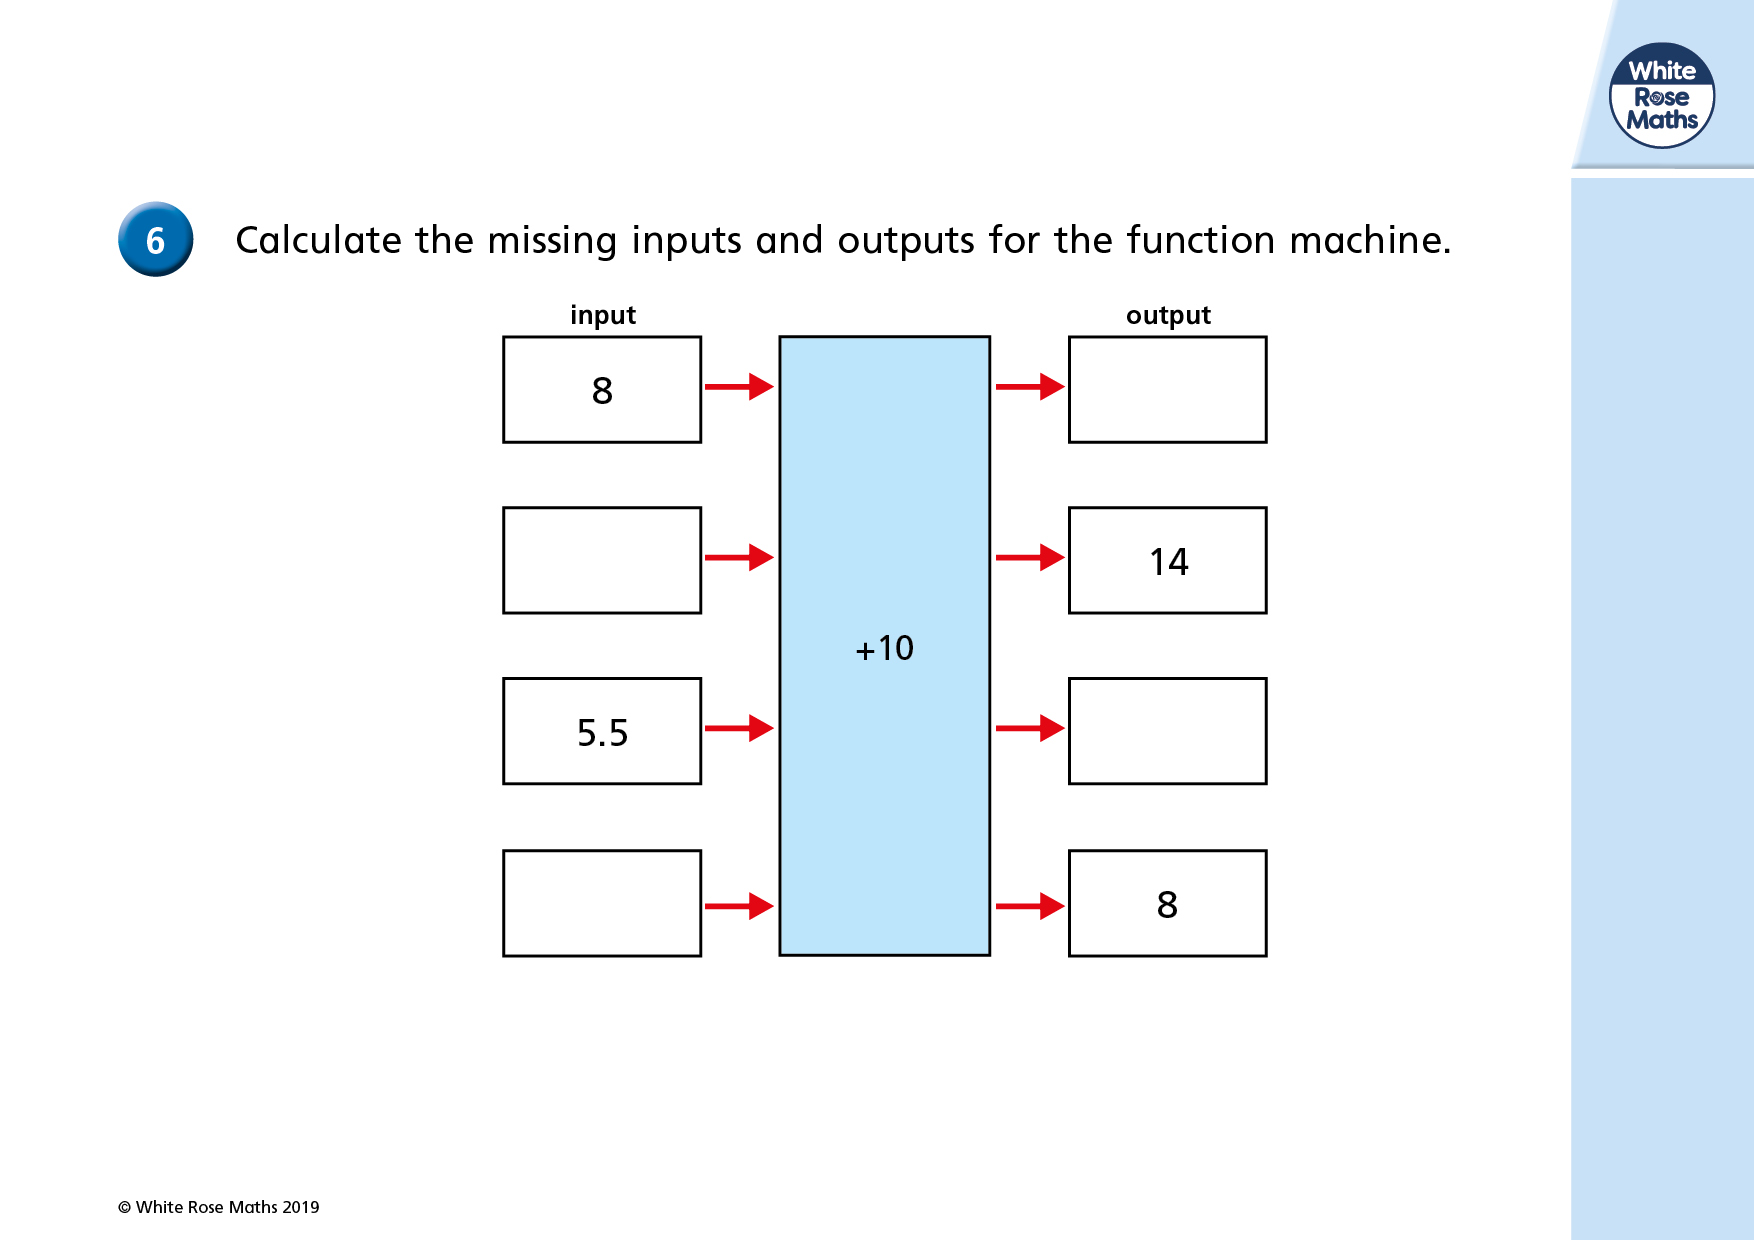 White
Rose
Maths
6 Calculate the missing inputs and outputs for the function machine.
input output
8
14
+10
5.5
8
© White Rose Maths 2019